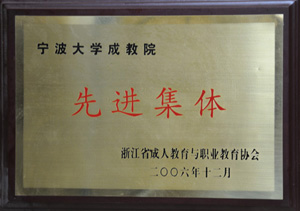 宁波大学成教院
先进集体
浙江省成人教育与职业教育协会
二〇〇六年十二月